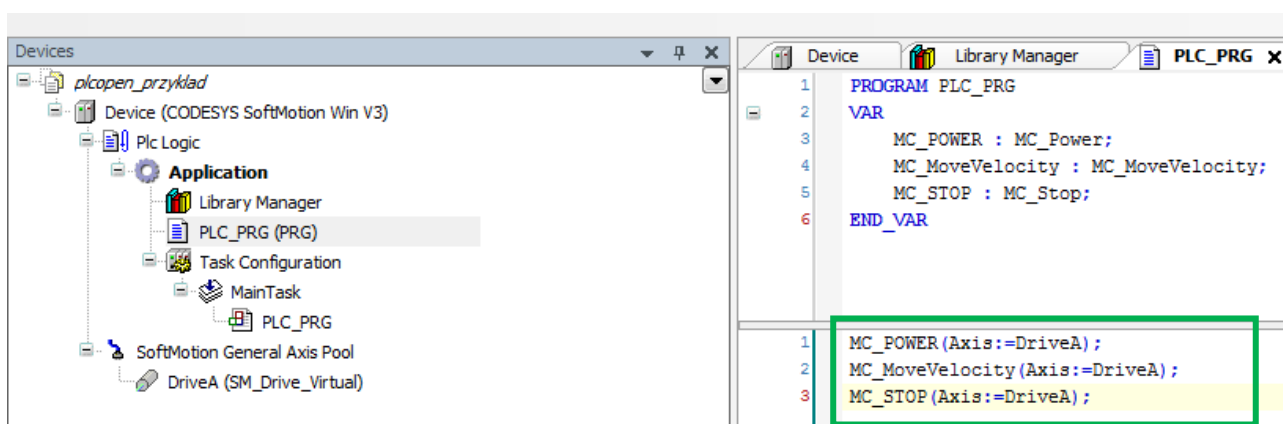 Devices
plcopen_przyklad
Device (CODESYS SoftMotion Win V3)
Plc Logic
Application
Library Manager
PLC_PRG (PRG)
Task Configuration
MainTask
PLC_PRG
SoftMotion General Axis Pool
DriveA (SM_Drive_Virtual)
Device Library Manager PLC_PRG
1 PROGRAM PLC_PRG
2 VAR
3 MC_POWER : MC_Power;
4 MC_MoveVelocity : MC_MoveVelocity;
5 MC_STOP : MC_Stop;
6 END_VAR
1 MC_POWER(Axis:=DriveA);
2 MC_MoveVelocity(Axis:=DriveA);
3 MC_STOP(Axis:=DriveA);